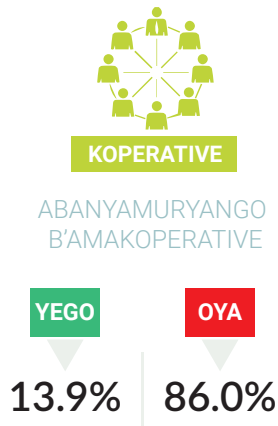 KOPERATIVE
ABANYAMURYANGO
B'AMAKOPERATIVE
YEGO OYA
13.9% 86.0%